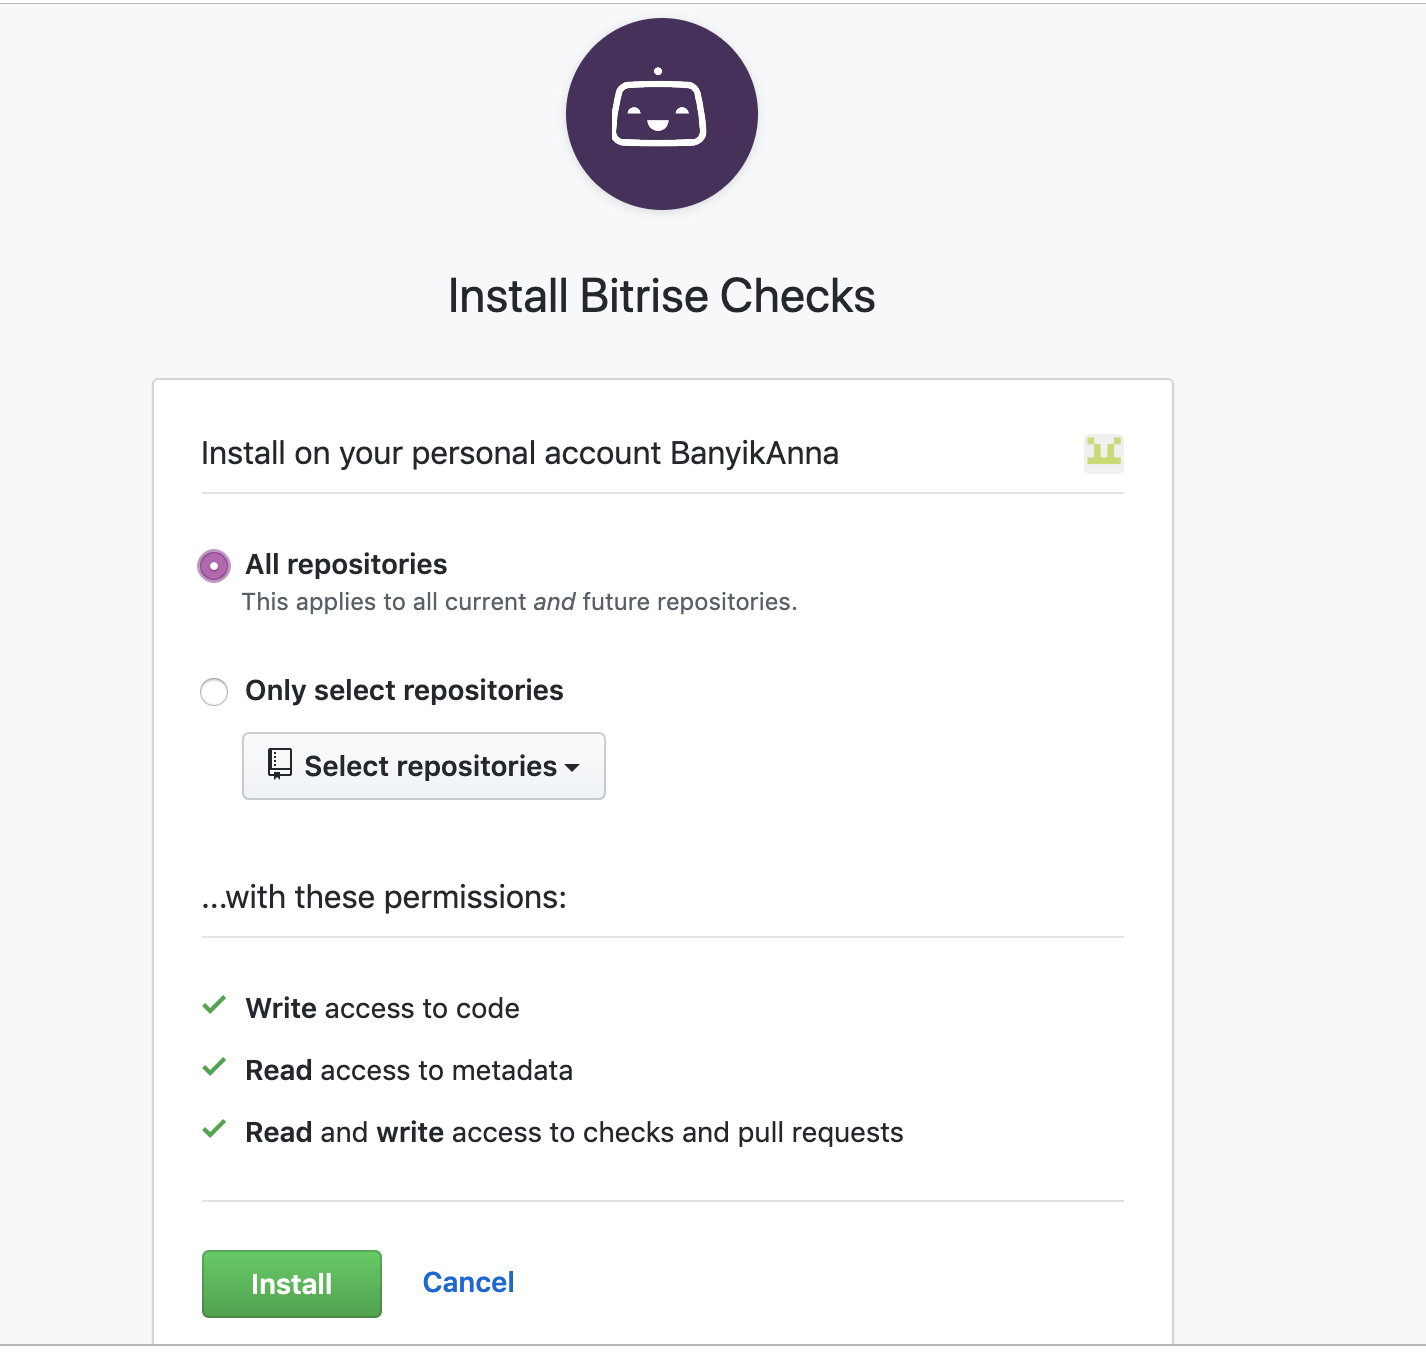 Install Bitrise Checks
Install on your personal account BanyikAnna
All repositories
This applies to all current and future repositories.
Only select repositories
Select repositories
...with these permissions:
Write access to code
Read access to metadata
Read and write access to checks and pull requests
Install Cancel